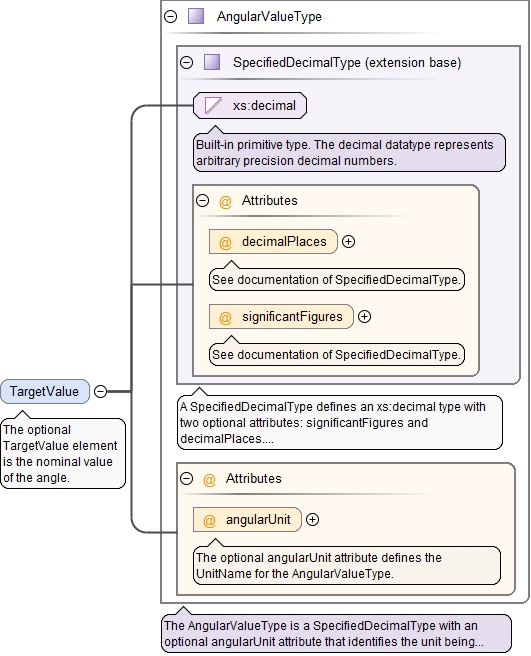 AngularValueType
SpecifiedDecimalType (extension base)
xs:decimal
Built-in primitive type. The decimal datatype represents
arbitrary precision decimal numbers.
@ Attributes
@ decimalPlaces
See documentation of SpecifiedDecimalType.
@ significantFigures
See documentation of SpecifiedDecimalType.
TargetValue
The optional
TargetValue element
is the nominal value
of the angle.
A SpecifiedDecimalType defines an xs:decimal type with
two optional attributes: significantFigures and
decimalPlaces....
@ Attributes
@ angularUnit
The optional angularUnit attribute defines the
UnitName for the AngularValueType.
The AngularValueType is a SpecifiedDecimalType with an
optional angularUnit attribute that identifies the unit being...